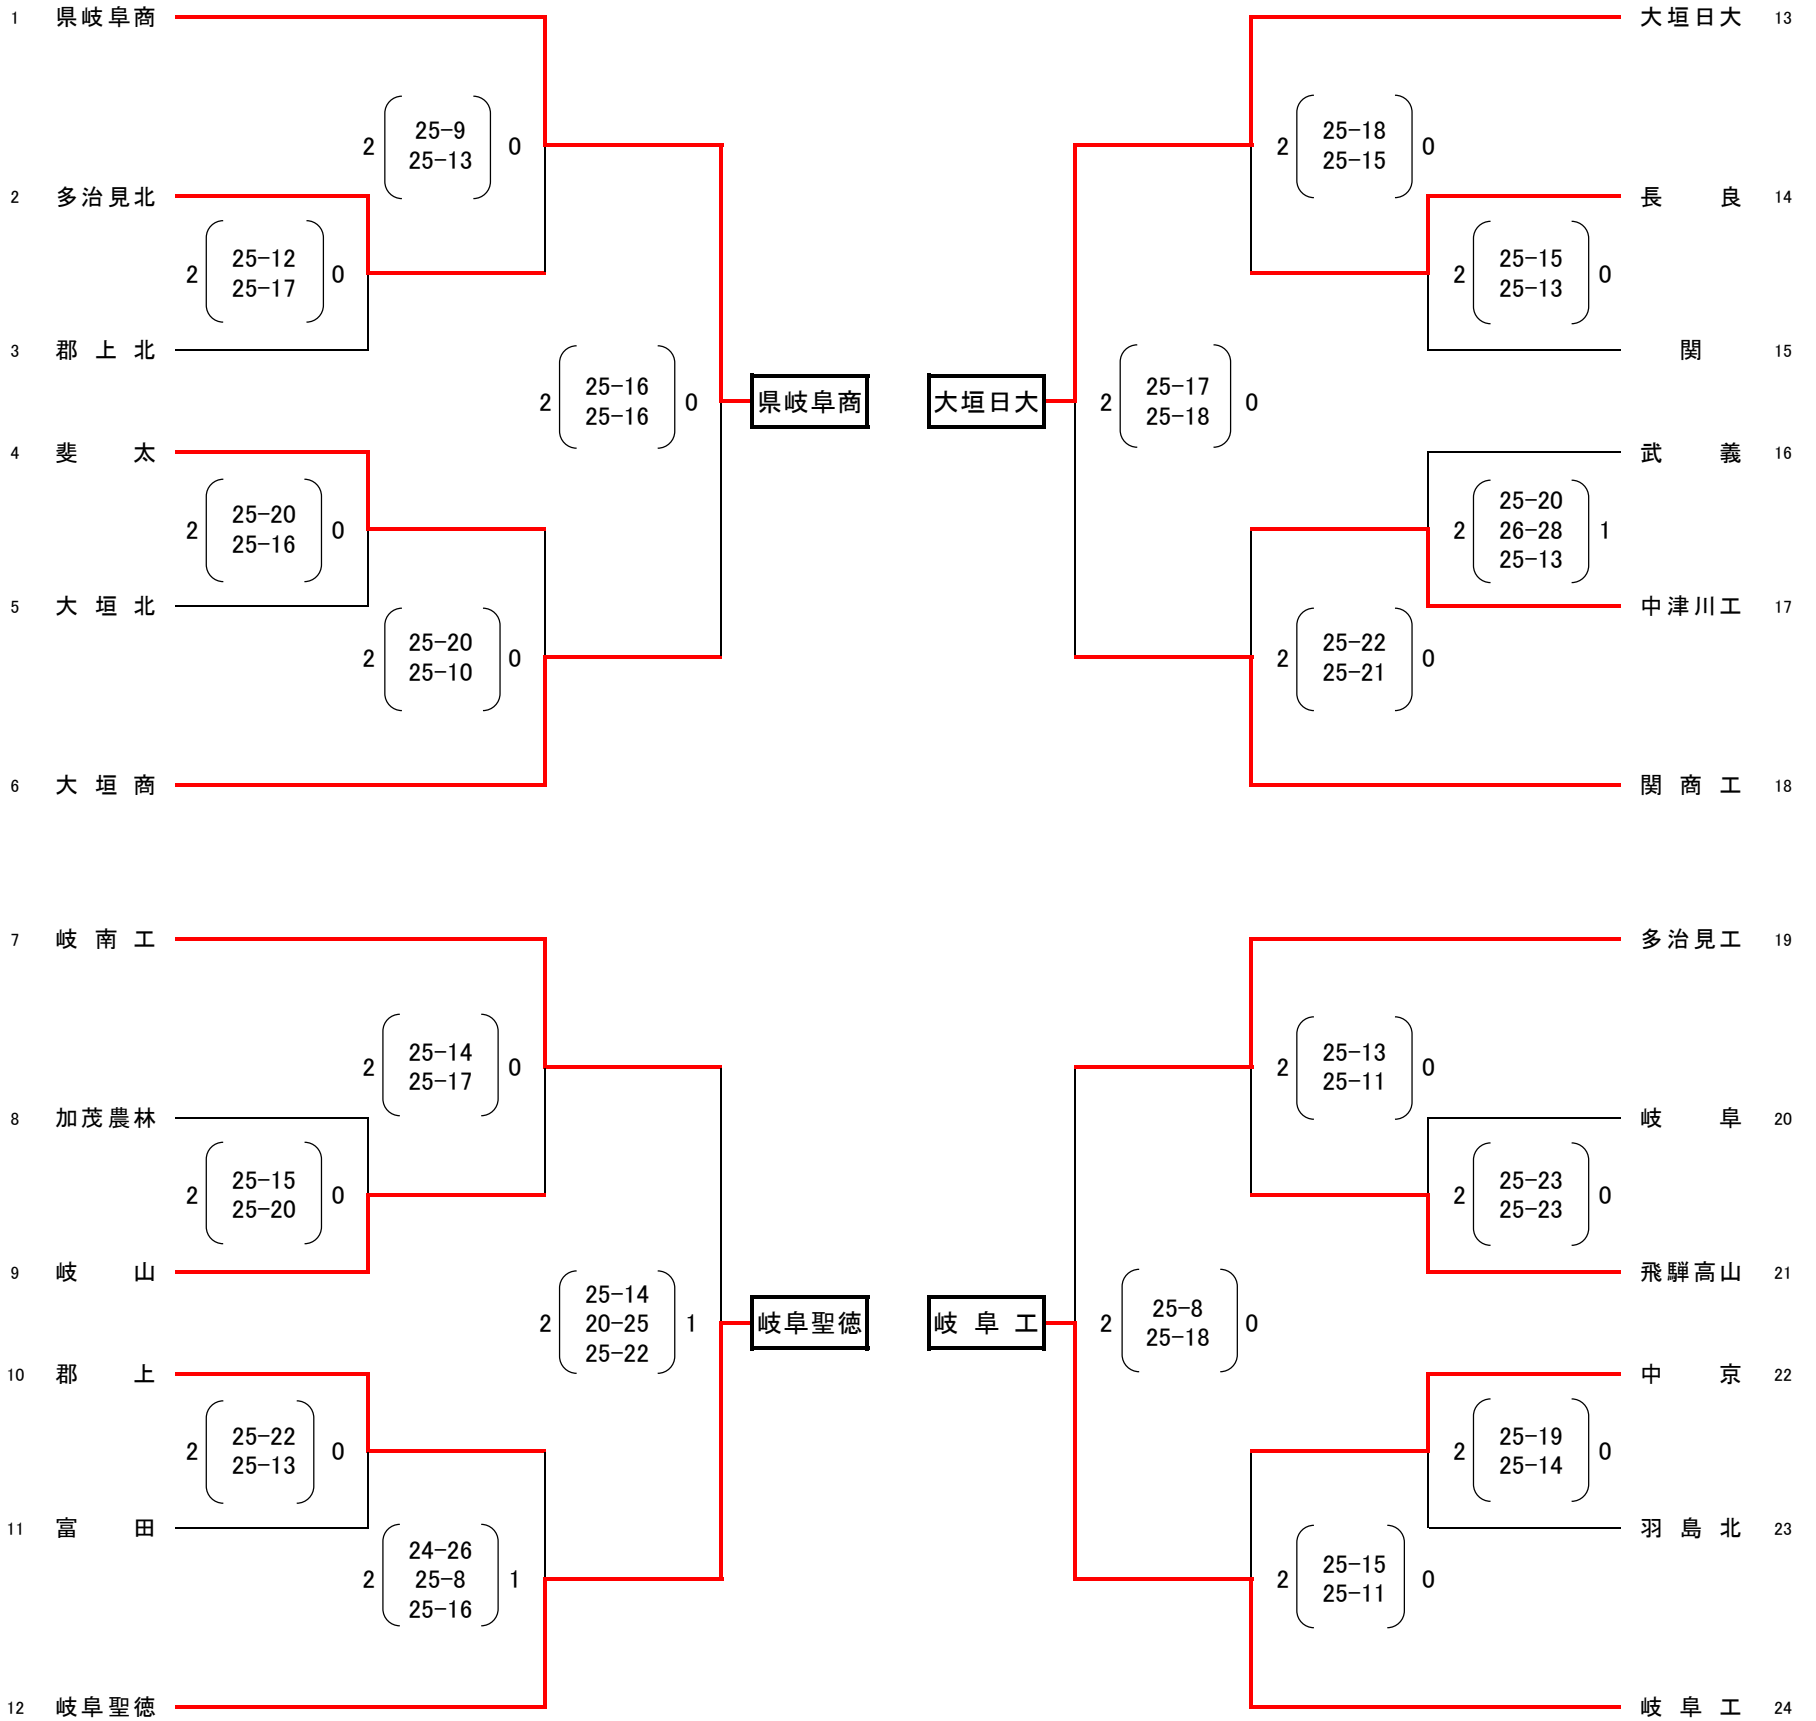 1 県岐阜商
2 25-9 0
25-13
2 多治見北
2 25-12 0
25-17
3 郡上北
2 25-16 0
25-16
県岐阜商
4 斐太
2 25-20 0
25-16
5 大垣北
2 25-20 0
25-10
6 大垣商
7 岐南工
2 25-14 0
25-17
8 加茂農林
2 25-15 0
25-20
9 岐山
25-14
2 20-25 1
25-22
岐阜聖徳
10 郡上
2 25-22 0
25-13
11 富田
24-26
2 25-8 1
25-16
12 岐阜聖徳
大垣日大 13
2 25-18 0
25-15
長良 14
2 25-15 0
25-13
関 15
大垣日大
2 25-17 0
25-18
武義 16
25-20
2 26-28 1
25-13
中津川工 17
2 25-22 0
25-21
関商工 18
多治見工 19
2 25-13 0
25-11
岐阜 20
2 25-23 0
25-23
飛騨高山 21
岐阜工
2 25-8 0
25-18
中京 22
2 25-19 0
25-14
羽島北 23
2 25-15 0
25-11
岐阜工 24